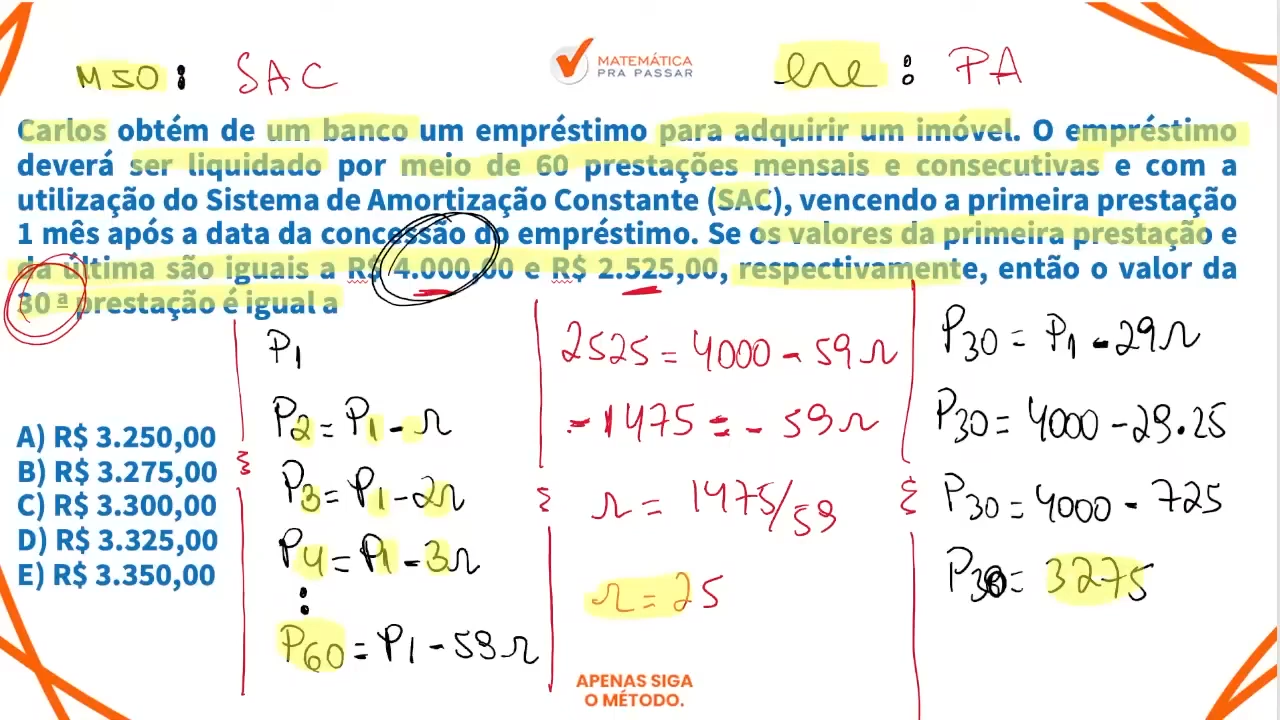 MSO: SAC
MATEMÁTICA
PRA PASSAR
ene: PA
Carlos obtém de um banco um empréstimo para adquirir um imóvel. O empréstimo
deverá ser liquidado por meio de 60 prestações mensais e consecutivas e com a
utilização do Sistema de Amortização Constante (SAC), vencendo a primeira prestação
1 mês após a data da concessão do empréstimo. Se os valores da primeira prestação e
da última são iguais a R$ 4.000,00 e R$ 2.525,00, respectivamente, então o valor da
30 ª prestação é igual a
A) R$ 3.250,00
B) R$ 3.275,00
C) R$ 3.300,00
D) R$ 3.325,00
E) R$ 3.350,00
P1
P2 = P1 - r
P3 = P1 - 2r
P4 = P1 - 3r
:
P60 = P1 - 59r
2525 = 4000 - 59r
-1475 = - 59r
r = 1475/59
r = 25
P30 = P1 - 29r
P30 = 4000 - 29.25
P30 = 4000 - 725
P30 = 3275
APENAS SIGA
O MÉTODO.